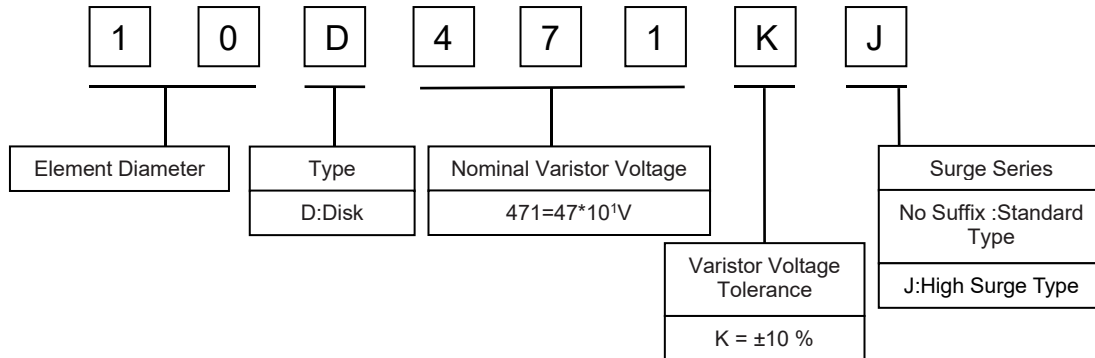 1 0 D 4 7 1 K J
Element Diameter
Type
D:Disk
Nominal Varistor Voltage
471=47*10¹V
Varistor Voltage
Tolerance
K = ±10 %
Surge Series
No Suffix :Standard
Type
J:High Surge Type